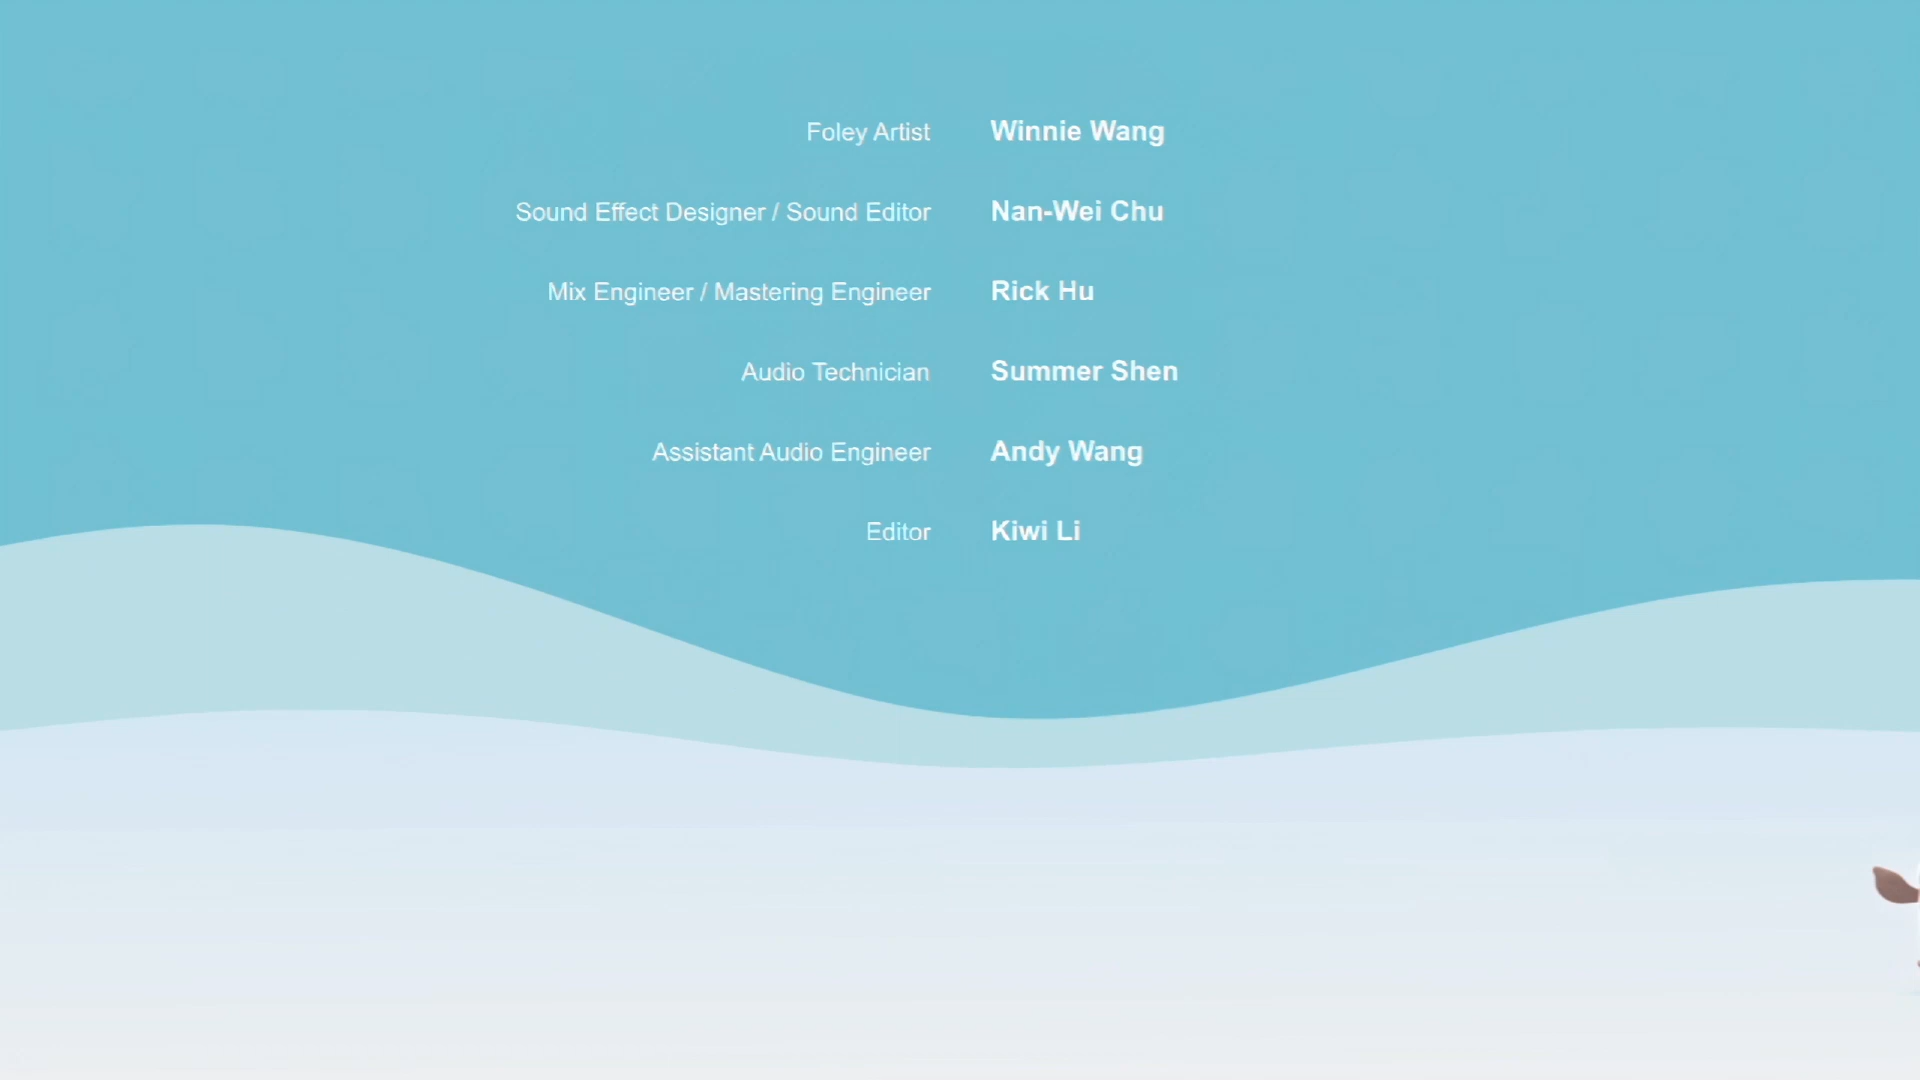 Foley Artist Winnie Wang
Sound Effect Designer / Sound Editor Nan-Wei Chu
Mix Engineer / Mastering Engineer Rick Hu
Audio Technician Summer Shen
Assistant Audio Engineer Andy Wang
Editor Kiwi Li